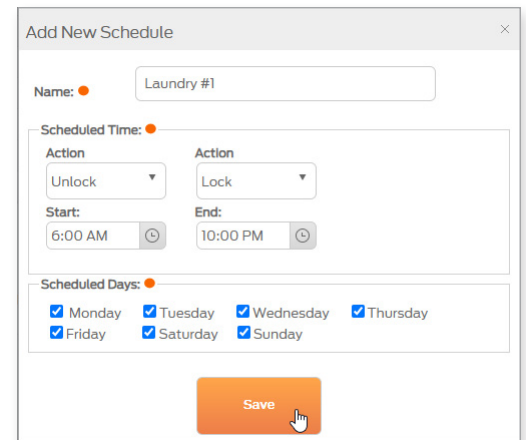 Add New Schedule
Name:
Laundry #1
Scheduled Time:
Action Action
Unlock Lock
Start: End:
6:00 AM 10:00 PM
Scheduled Days:
Monday Tuesday Wednesday Thursday
Friday Saturday Sunday
Save